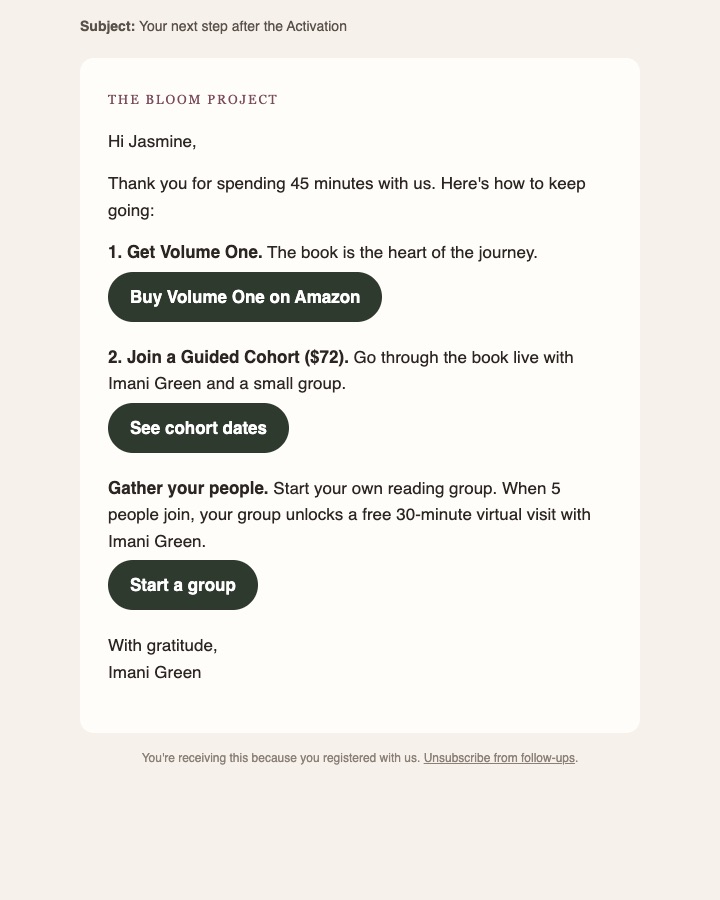 Subject: Your next step after the Activation
THE BLOOM PROJECT
Hi Jasmine,
Thank you for spending 45 minutes with us. Here's how to keep
going:
1. Get Volume One. The book is the heart of the journey.
Buy Volume One on Amazon
2. Join a Guided Cohort ($72). Go through the book live with
Imani Green and a small group.
See cohort dates
Gather your people. Start your own reading group. When 5
people join, your group unlocks a free 30-minute virtual visit with
Imani Green.
Start a group
With gratitude,
Imani Green
You're receiving this because you registered with us. Unsubscribe from follow-ups.